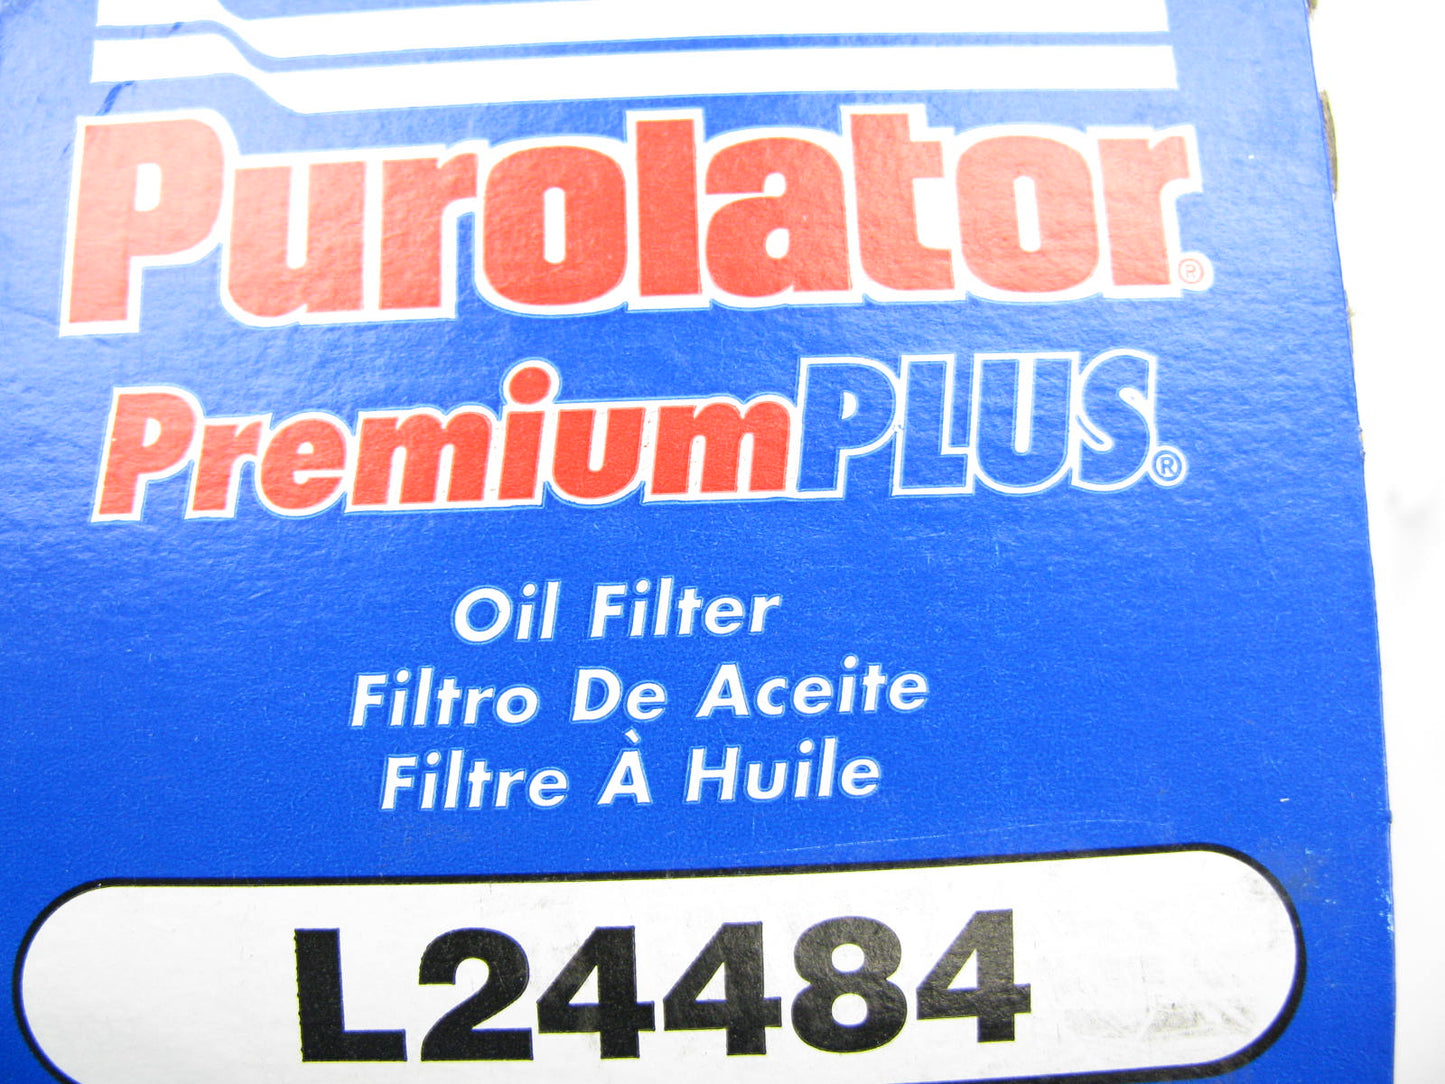 Purolator®
PremiumPLUS®
Oil Filter
Filtro De Aceite
Filtre À Huile
L24484